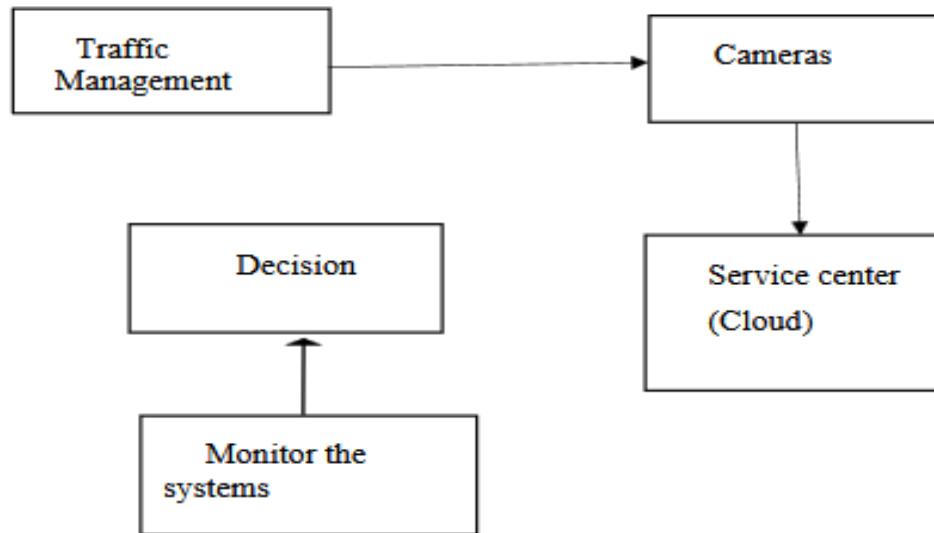 Traffic
Management
Cameras
Decision
Service center
(Cloud)
Monitor the
systems